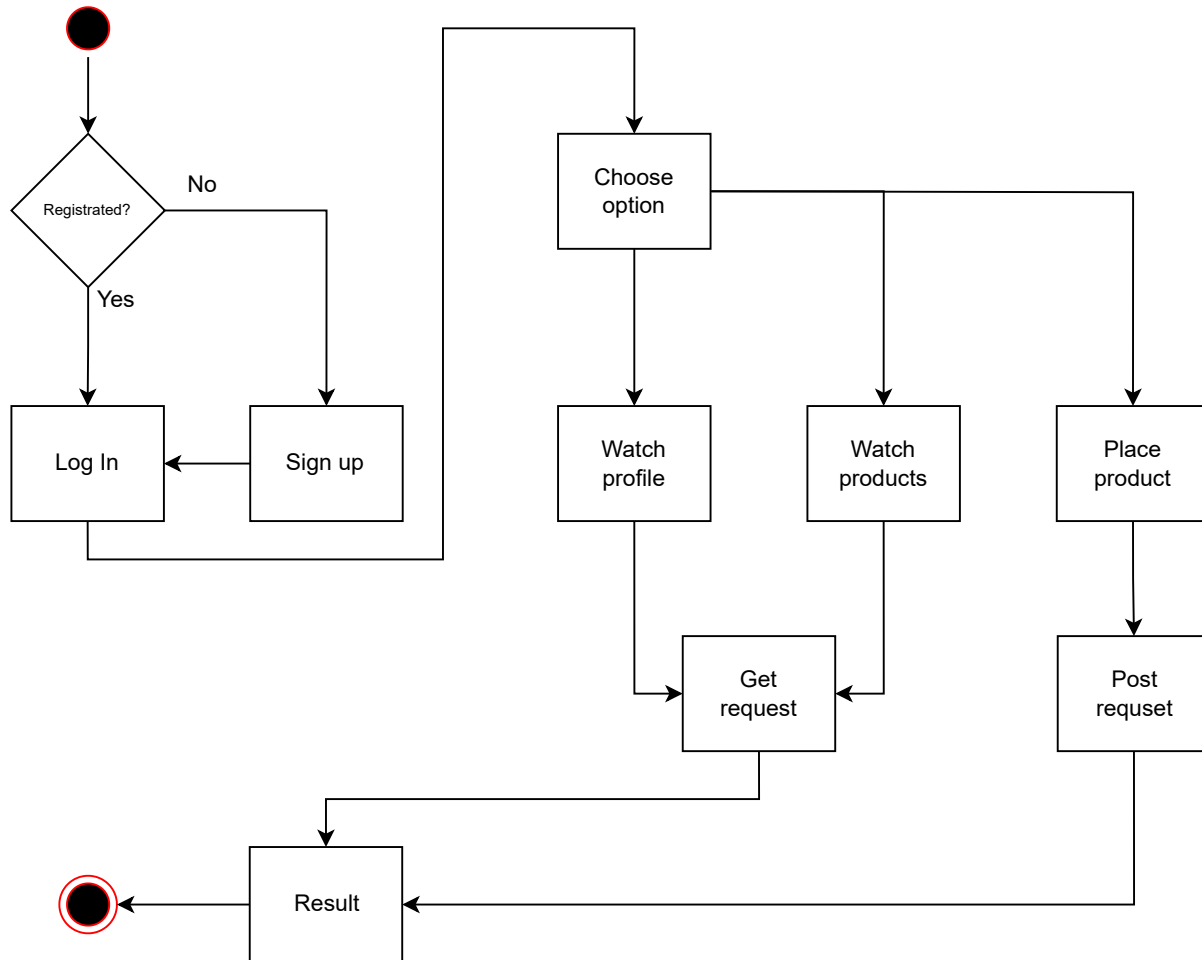 Registrated?
No
Yes
Log In
Sign up
Choose
option
Watch
profile
Watch
products
Place
product
Get
request
Post
requset
Result